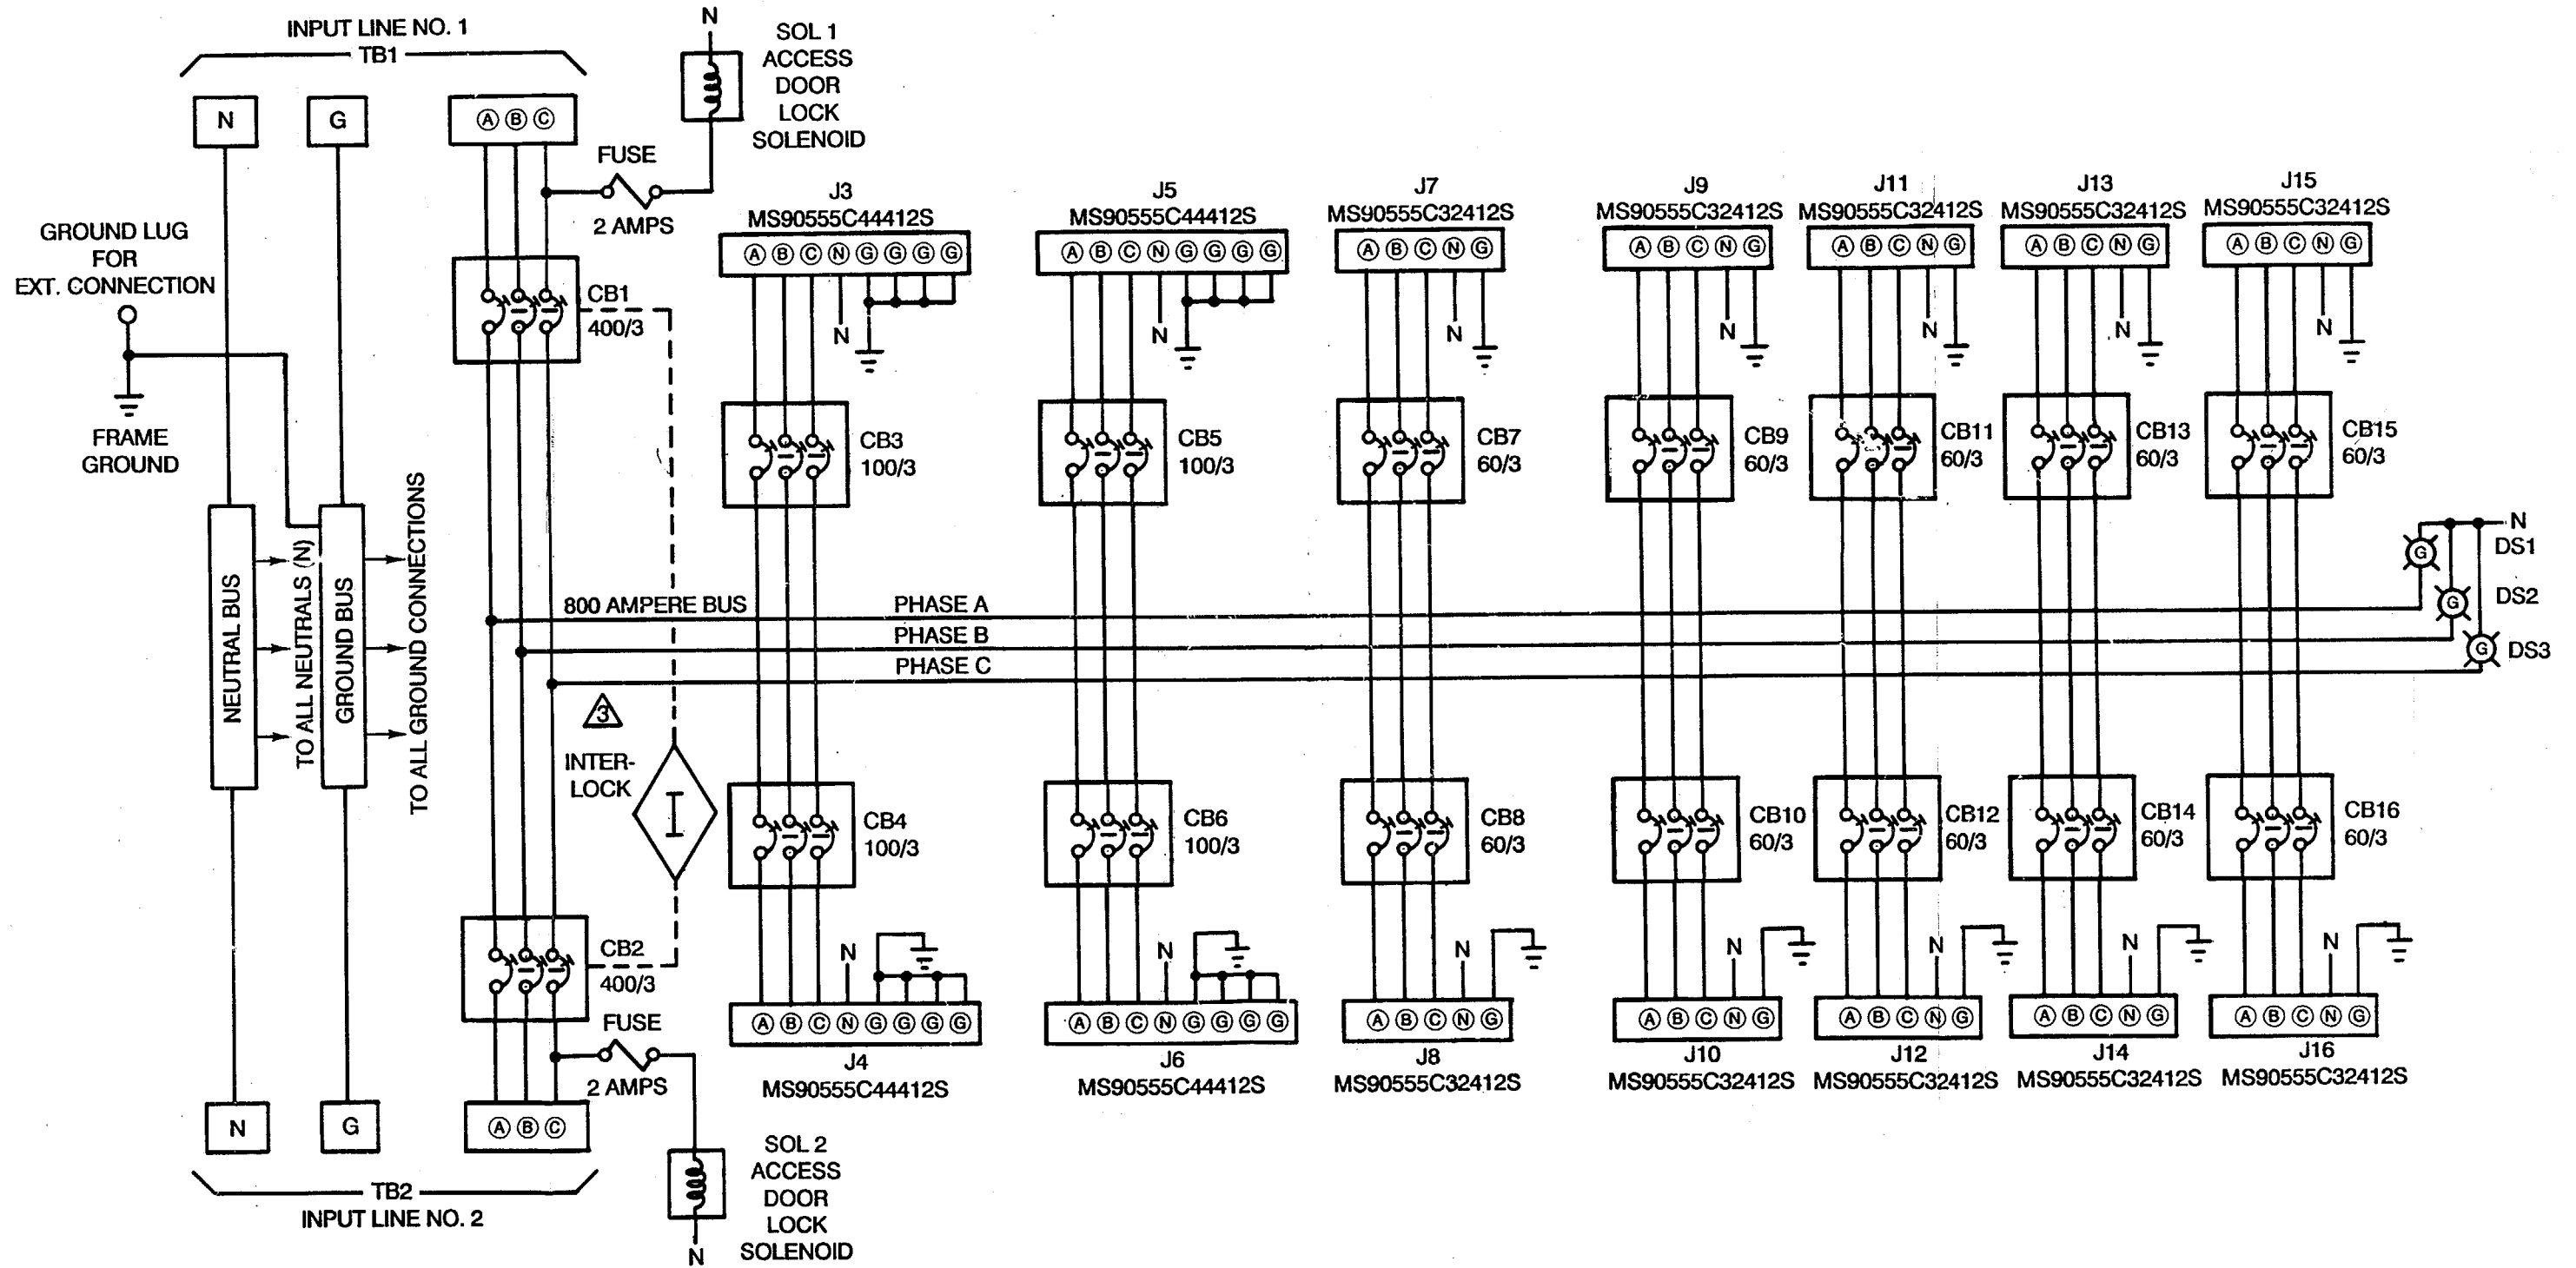 INPUT LINE NO. 1
TB1
N
G
A B C
N
SOL 1
ACCESS
DOOR
LOCK
SOLENOID
FUSE
2 AMPS
GROUND LUG
FOR
EXT. CONNECTION
FRAME
GROUND
CB1
400/3
J3
MS90555C44412S
A B C N G G G G
N
CB3
100/3
J5
MS90555C44412S
A B C N G G G G
N
CB5
100/3
J7
MS90555C32412S
A B C N G
N
CB7
60/3
J9
MS90555C32412S
A B C N G
N
CB9
60/3
J11
MS90555C32412S
A B C N G
N
CB11
60/3
J13
MS90555C32412S
A B C N G
N
CB13
60/3
J15
MS90555C32412S
A B C N G
N
CB15
60/3
NEUTRAL BUS
TO ALL NEUTRALS (N)
GROUND BUS
TO ALL GROUND CONNECTIONS
800 AMPERE BUS
PHASE A
PHASE B
PHASE C
N
G
DS1
G
DS2
G
DS3
3
INTER-
LOCK
I
CB2
400/3
CB4
100/3
N
A B C N G G G G
J4
MS90555C44412S
CB6
100/3
N
A B C N G G G G
J6
MS90555C44412S
CB8
60/3
N
A B C N G
J8
MS90555C32412S
CB10
60/3
N
A B C N G
J10
MS90555C32412S
CB12
60/3
N
A B C N G
J12
MS90555C32412S
CB14
60/3
N
A B C N G
J14
MS90555C32412S
CB16
60/3
N
A B C N G
J16
MS90555C32412S
FUSE
2 AMPS
N
G
A B C
SOL 2
ACCESS
DOOR
LOCK
SOLENOID
N
TB2
INPUT LINE NO. 2